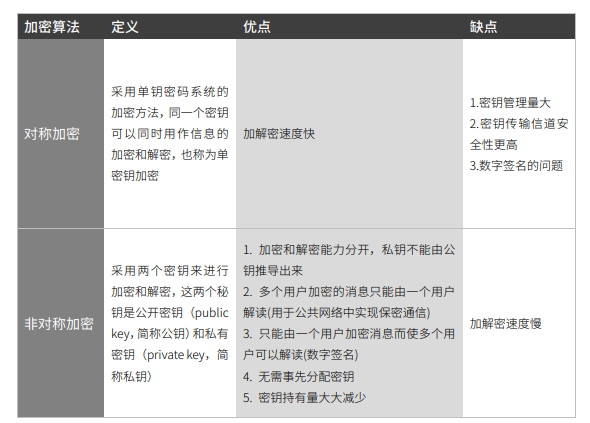 加密算法 定义 优点 缺点
对称加密
采用单钥密码系统的
加密方法，同一个密钥
可以同时用作信息的
加密和解密，也称为单
密钥加密
加解密速度快
1.密钥管理量大
2.密钥传输信道安
全性更高
3.数字签名的问题
非对称加密
采用两个密钥来进行
加密和解密，这两个秘
钥是公开密钥（public
key，简称公钥）和私有
密钥（private key，简
称私钥）
1. 加密和解密能力分开，私钥不能由公
钥推导出来
2. 多个用户加密的消息只能由一个用户
解读(用于公共网络中实现保密通信)
3. 只能由一个用户加密消息而使多个用
户可以解读(数字签名)
4. 无需事先分配密钥
5. 密钥持有量大大减少
加解密速度慢